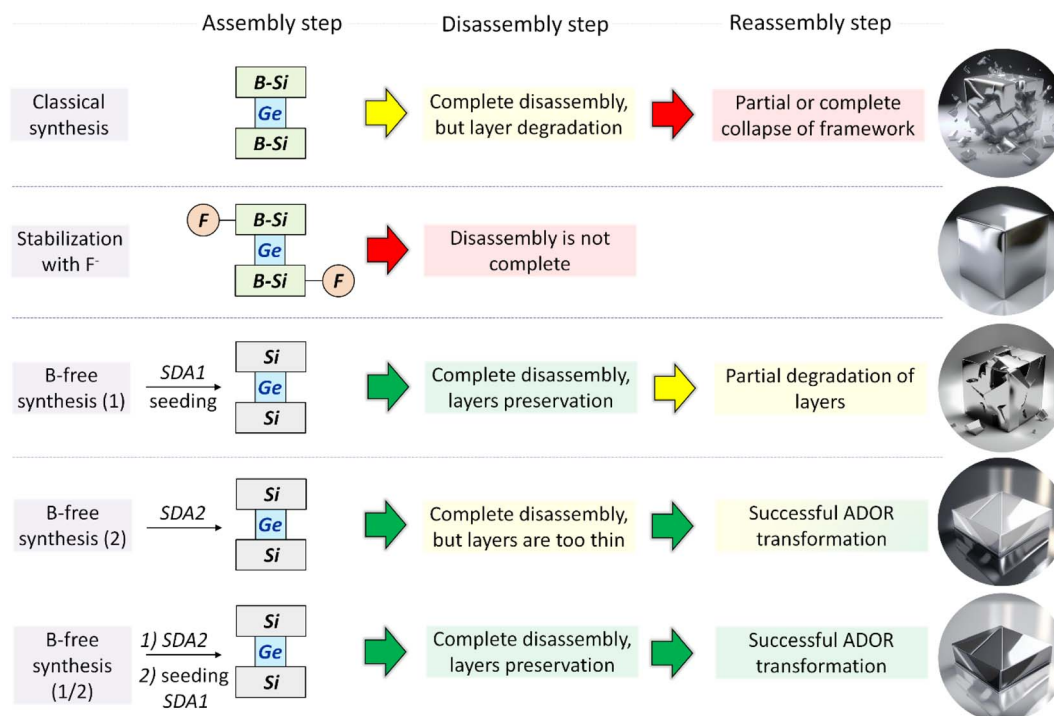 Assembly step
Disassembly step
Reassembly step
Classical
synthesis
B-Si
Ge
B-Si
Complete disassembly,
but layer degradation
Partial or complete
collapse of framework
Stabilization
with F⁻
F
B-Si
Ge
B-Si
F
Disassembly is not
complete
B-free
synthesis (1)
SDA1
seeding
Si
Ge
Si
Complete disassembly,
layers preservation
Partial degradation of
layers
B-free
synthesis (2)
SDA2
Si
Ge
Si
Complete disassembly,
but layers are too thin
Successful ADOR
transformation
B-free
synthesis
(1/2)
1) SDA2
2) seeding
SDA1
Si
Ge
Si
Complete disassembly,
layers preservation
Successful ADOR
transformation